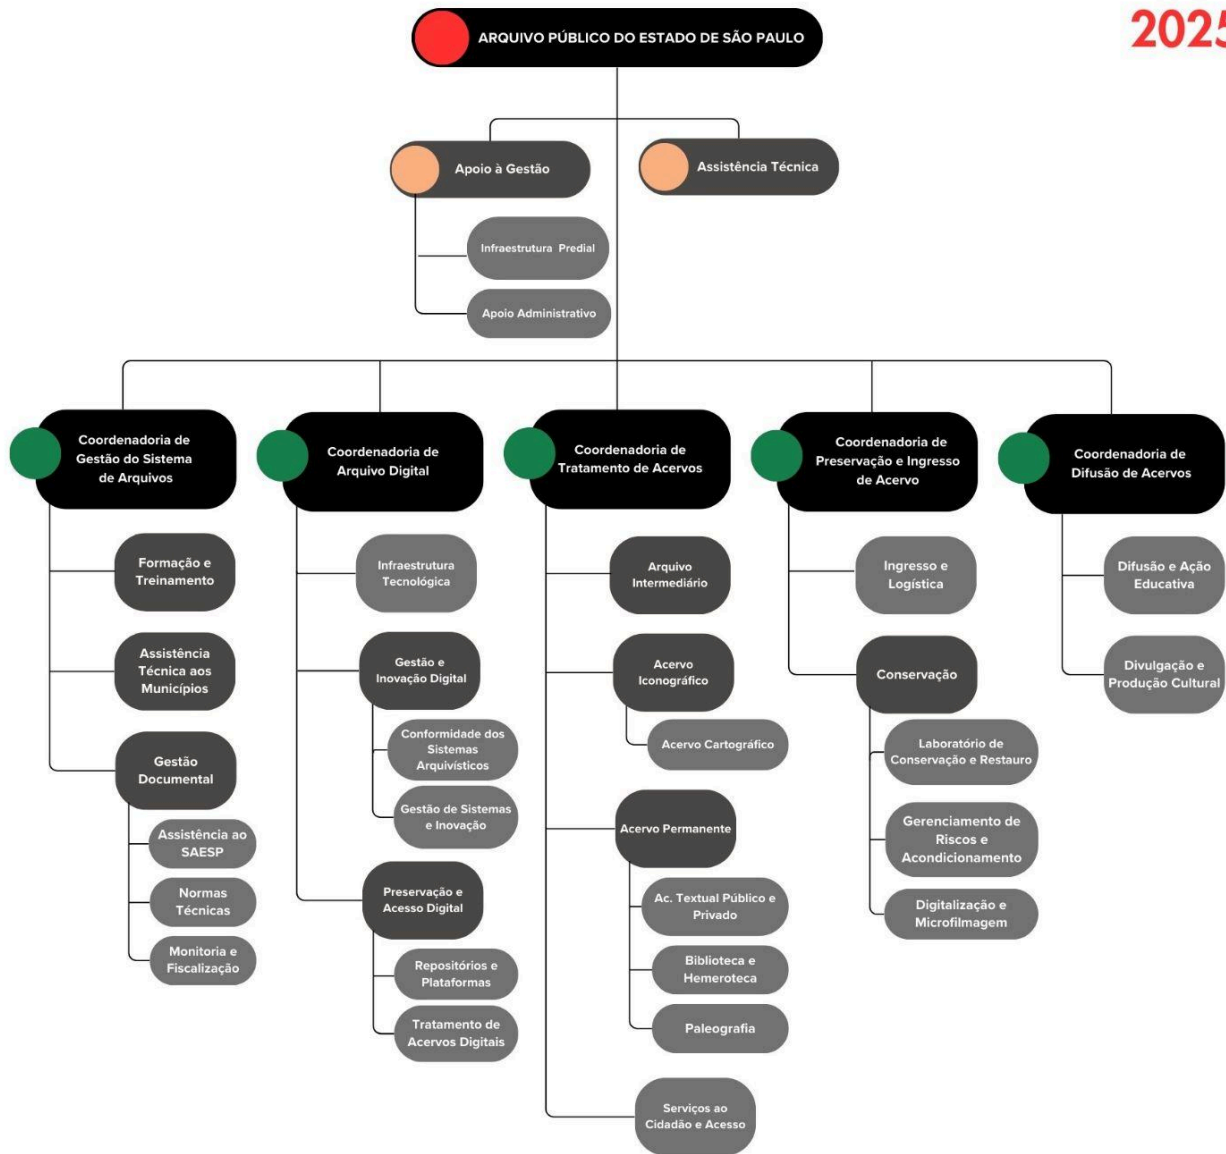 2025
ARQUIVO PÚBLICO DO ESTADO DE SÃO PAULO
Apoio à Gestão
Assistência Técnica
Infraestrutura Predial
Apoio Administrativo
Coordenadoria de
Gestão do Sistema
de Arquivos
Formação e
Treinamento
Assistência
Técnica aos
Municípios
Gestão
Documental
Assistência ao
SAESP
Normas
Técnicas
Monitoria e
Fiscalização
Coordenadoria de
Arquivo Digital
Infraestrutura
Tecnológica
Gestão e
Inovação Digital
Conformidade dos
Sistemas
Arquivísticos
Gestão de Sistemas
e Inovação
Preservação e
Acesso Digital
Repositórios e
Plataformas
Tratamento de
Acervos Digitais
Coordenadoria de
Tratamento de Acervos
Arquivo
Intermediário
Acervo
Iconográfico
Acervo Cartográfico
Acervo Permanente
Ac. Textual Público e
Privado
Biblioteca e
Hemeroteca
Paleografia
Serviços ao
Cidadão e Acesso
Coordenadoria de
Preservação e Ingresso
de Acervo
Ingresso e
Logística
Conservação
Laboratório de
Conservação e Restauro
Gerenciamento de
Riscos e
Acondicionamento
Digitalização e
Microfilmagem
Coordenadoria de
Difusão de Acervos
Difusão e Ação
Educativa
Divulgação e
Produção Cultural